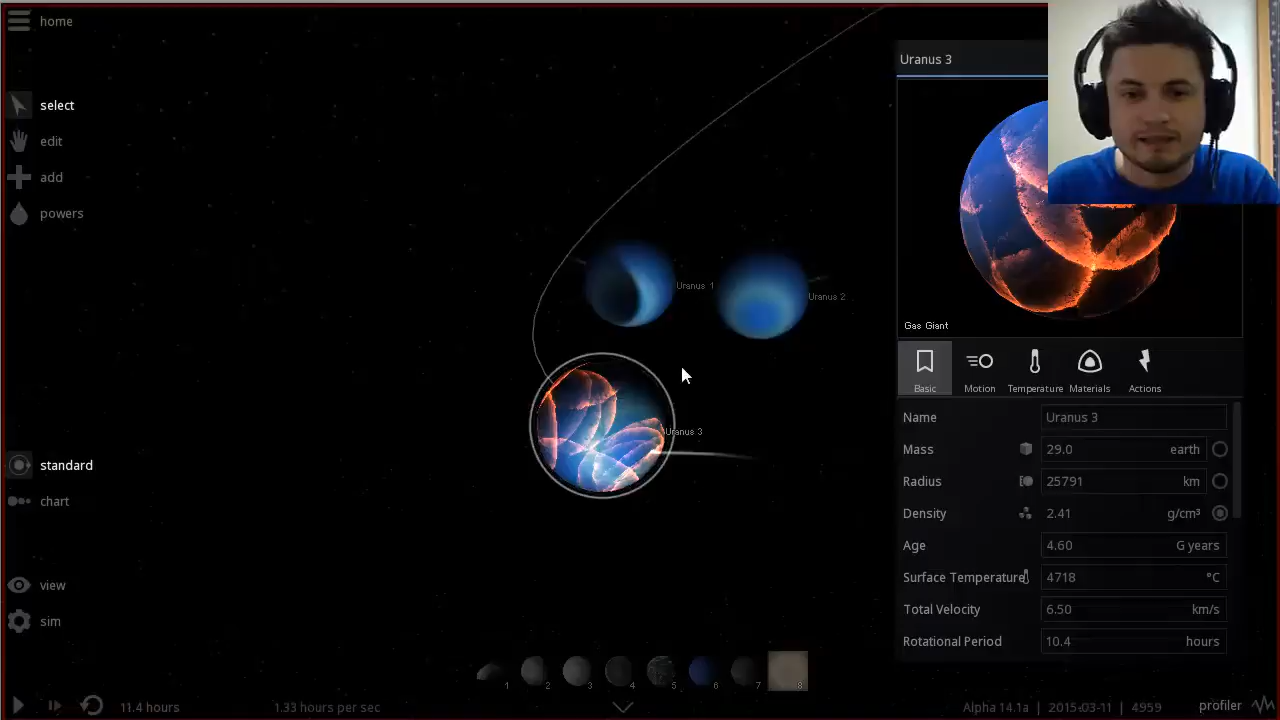 home
select
edit
add
powers
standard
chart
view
sim
11.4 hours
1.33 hours per sec
Uranus 1
Uranus 2
Uranus 3
1
2
3
4
5
6
7
8
Uranus 3
Gas Giant
Basic
Motion
Temperature
Materials
Actions
Name Uranus 3
Mass 29.0 earth
Radius 25791 km
Density 2.41 g/cm³
Age 4.60 G years
Surface Temperature 4718 °C
Total Velocity 6.50 km/s
Rotational Period 10.4 hours
Alpha 14.1a | 2015-03-11 | 4959
profiler